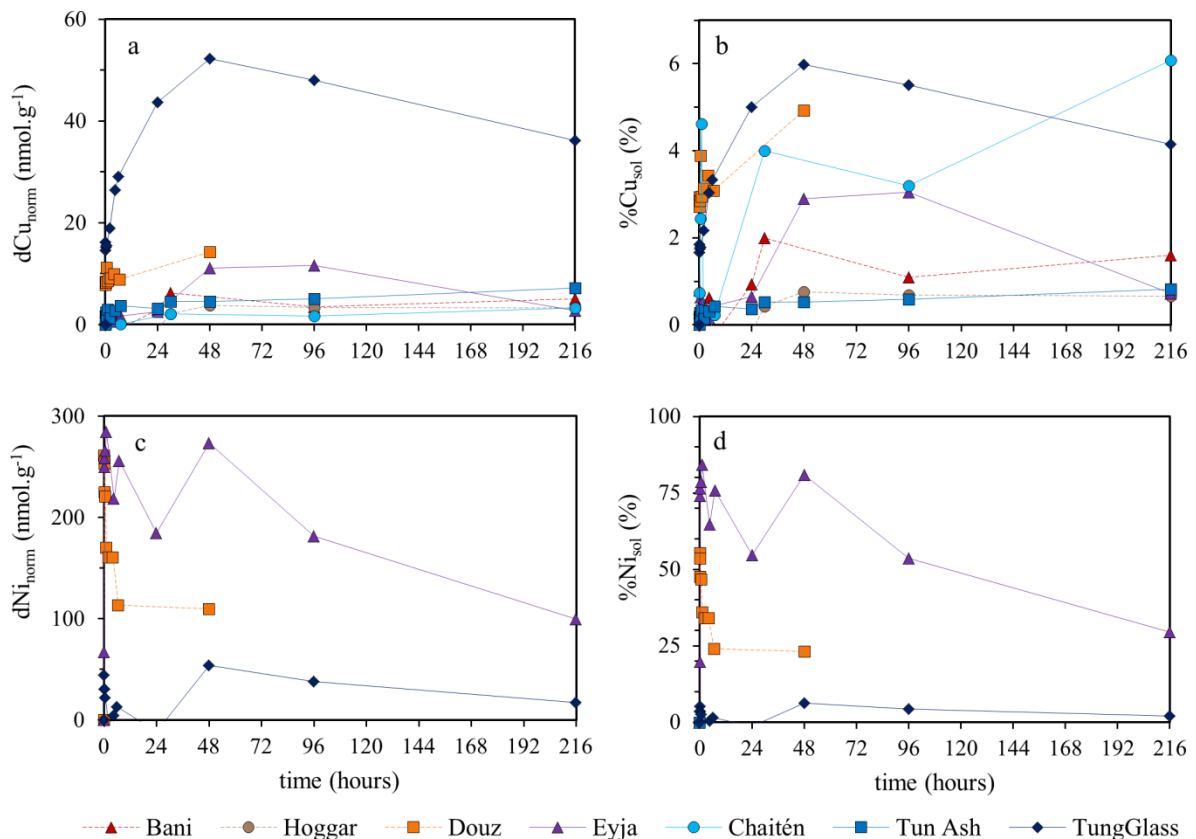 a
dCu_norm (nmol.g⁻¹)
60
40
20
0
0 24 48 72 96 120 144 168 192 216
b
%Cu_sol (%)
6
4
2
0
0 24 48 72 96 120 144 168 192 216
c
dNi_norm (nmol.g⁻¹)
300
200
100
0
0 24 48 72 96 120 144 168 192 216
time (hours)
d
%Ni_sol (%)
100
75
50
25
0
0 24 48 72 96 120 144 168 192 216
time (hours)
Bani Hoggar Douz Eyja Chaitén Tun Ash TungGlass